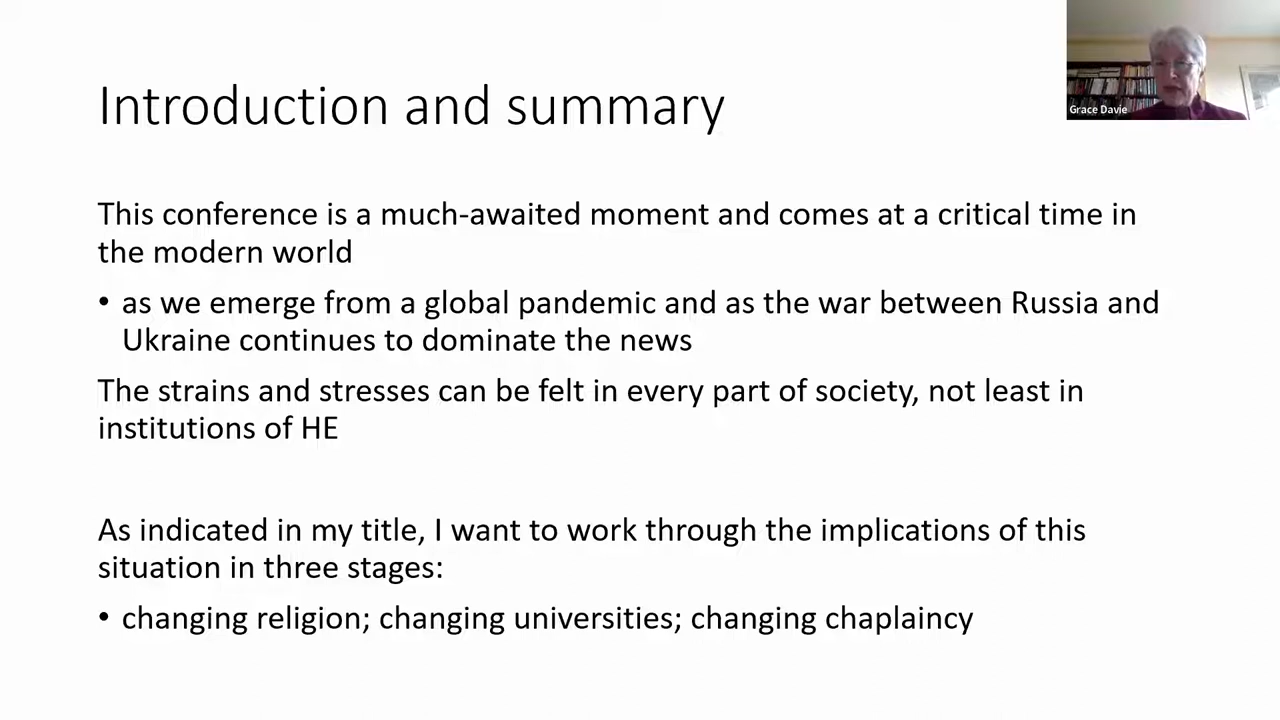 Introduction and summary
Grace Davie
This conference is a much-awaited moment and comes at a critical time in
the modern world
• as we emerge from a global pandemic and as the war between Russia and
Ukraine continues to dominate the news
The strains and stresses can be felt in every part of society, not least in
institutions of HE
As indicated in my title, I want to work through the implications of this
situation in three stages:
• changing religion; changing universities; changing chaplaincy